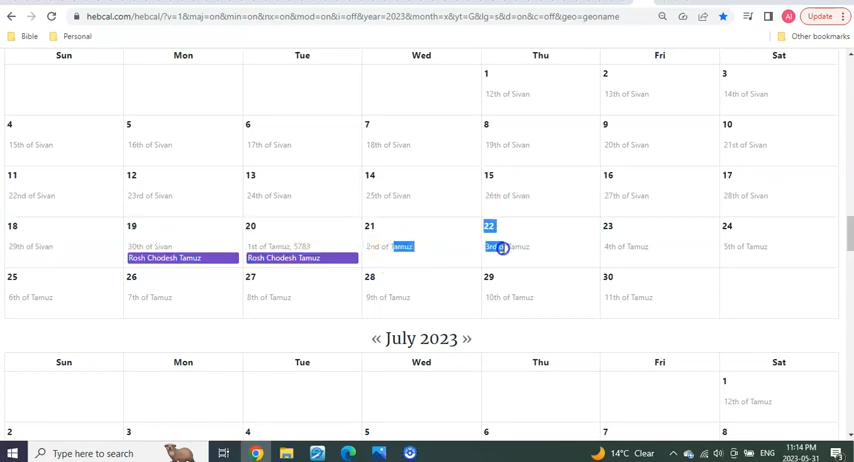 hebcal.com/hebcal/?v=1&maj=on&min=on&nx=on&mod=on&i=off&year=2023&month=x&yt=G&lg=s&d=on&c=off&geo=geoname
AI
Update
Bible
Personal
Other bookmarks
Sun Mon Tue Wed Thu Fri Sat
1 2 3
12th of Sivan 13th of Sivan 14th of Sivan
4 5 6 7 8 9 10
15th of Sivan 16th of Sivan 17th of Sivan 18th of Sivan 19th of Sivan 20th of Sivan 21st of Sivan
11 12 13 14 15 16 17
22nd of Sivan 23rd of Sivan 24th of Sivan 25th of Sivan 26th of Sivan 27th of Sivan 28th of Sivan
18 19 20 21 22 23 24
29th of Sivan 30th of Sivan 1st of Tamuz, 5783 2nd of Tamuz 3rd of Tamuz 4th of Tamuz 5th of Tamuz
Rosh Chodesh Tamuz Rosh Chodesh Tamuz
25 26 27 28 29 30
6th of Tamuz 7th of Tamuz 8th of Tamuz 9th of Tamuz 10th of Tamuz 11th of Tamuz
« July 2023 »
Sun Mon Tue Wed Thu Fri Sat
1
12th of Tamuz
2 3 4 5 6 7 8
Type here to search
14°C Clear
ENG
11:14 PM
2023-05-31
3